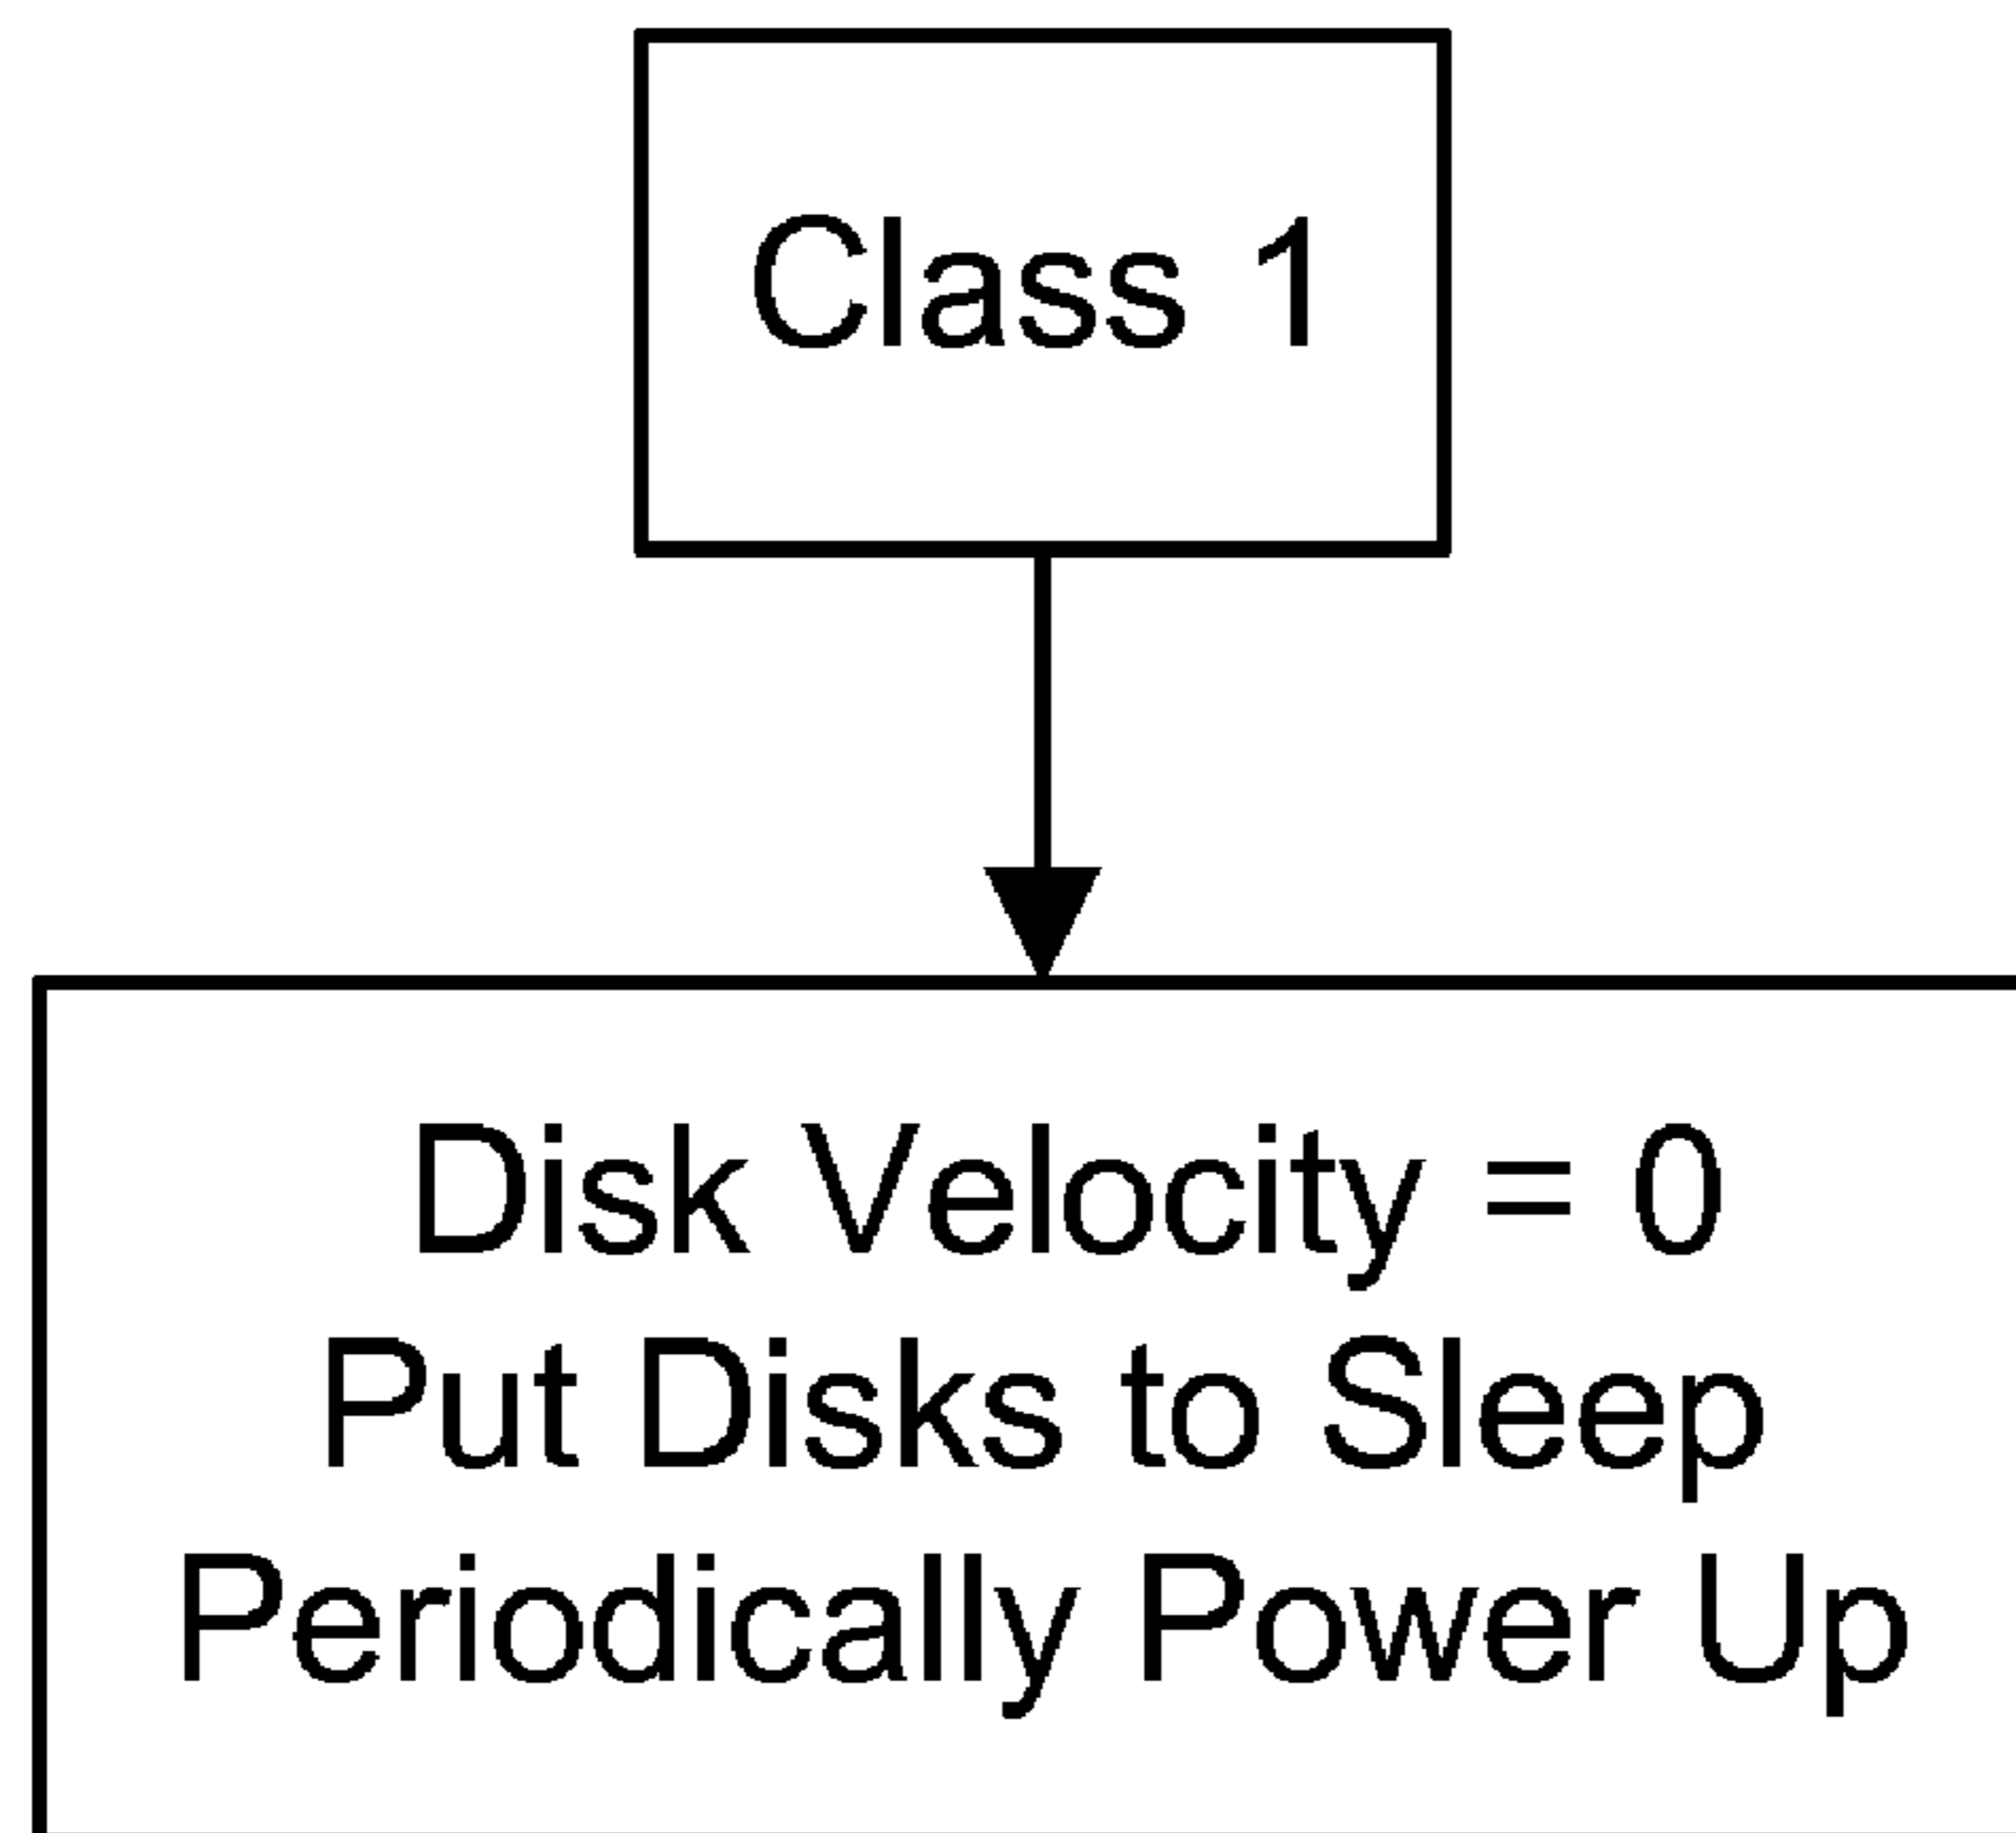 Class 1
Disk Velocity = 0
Put Disks to Sleep
Periodically Power Up